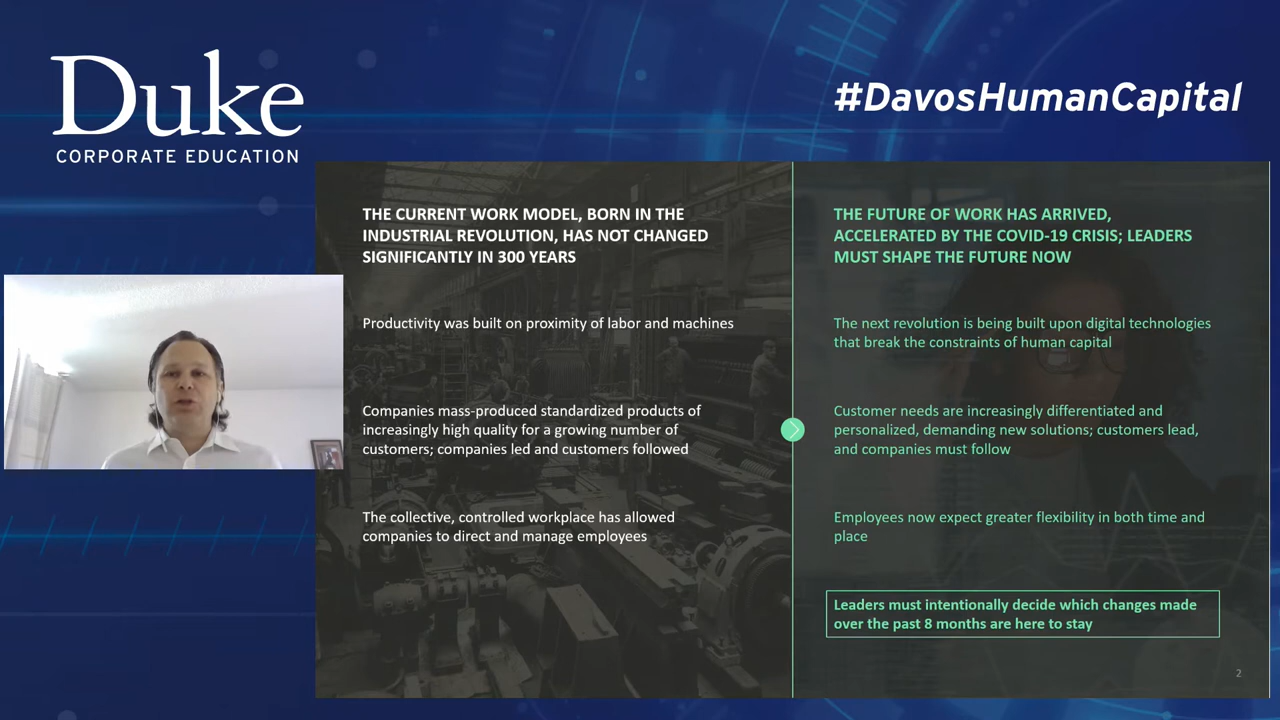 Duke
CORPORATE EDUCATION
#DavosHumanCapital
THE CURRENT WORK MODEL, BORN IN THE
INDUSTRIAL REVOLUTION, HAS NOT CHANGED
SIGNIFICANTLY IN 300 YEARS
Productivity was built on proximity of labor and machines
Companies mass-produced standardized products of
increasingly high quality for a growing number of
customers; companies led and customers followed
The collective, controlled workplace has allowed
companies to direct and manage employees
THE FUTURE OF WORK HAS ARRIVED,
ACCELERATED BY THE COVID-19 CRISIS; LEADERS
MUST SHAPE THE FUTURE NOW
The next revolution is being built upon digital technologies
that break the constraints of human capital
Customer needs are increasingly differentiated and
personalized, demanding new solutions; customers lead,
and companies must follow
Employees now expect greater flexibility in both time and
place
Leaders must intentionally decide which changes made
over the past 8 months are here to stay
2